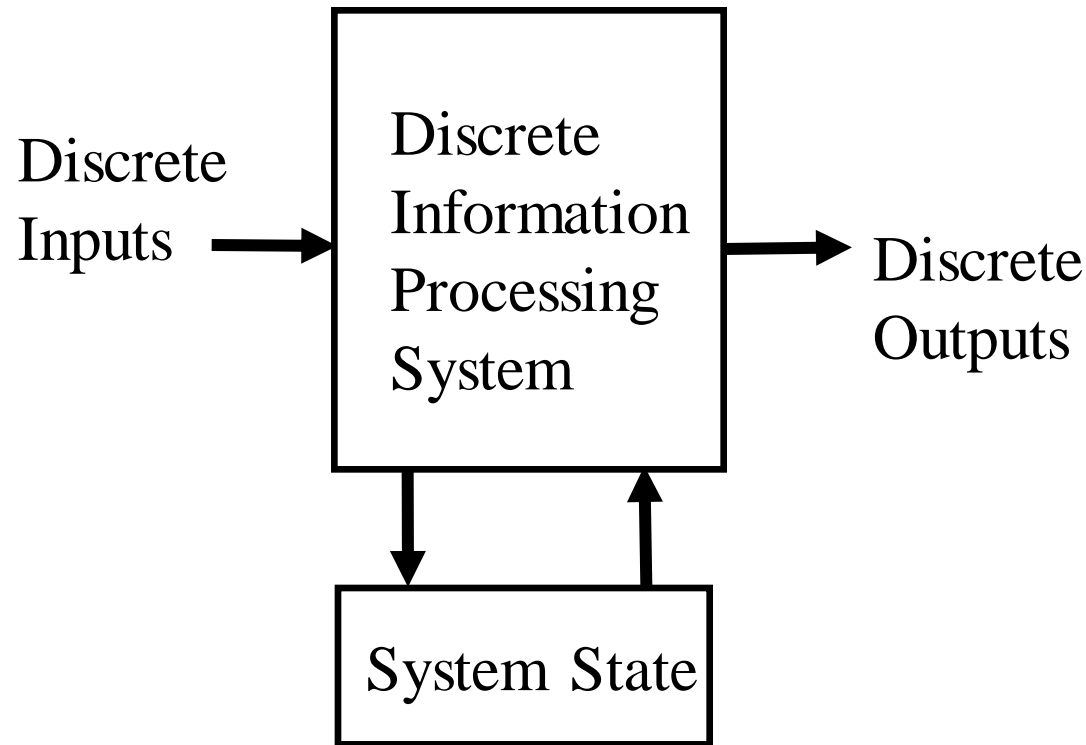 Discrete
Inputs
Discrete
Information
Processing
System
Discrete
Outputs
System State